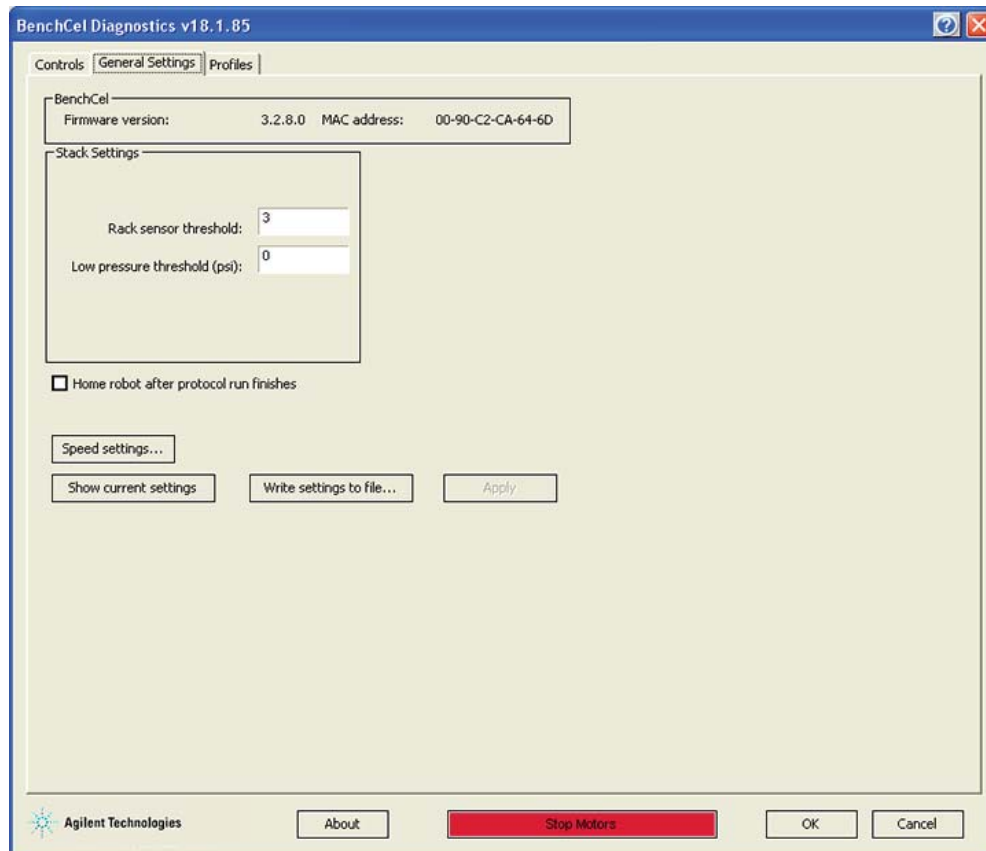 BenchCel Diagnostics v18.1.85
Controls General Settings Profiles
BenchCel
Firmware version: 3.2.8.0 MAC address: 00-90-C2-CA-64-6D
Stack Settings
Rack sensor threshold: 3
Low pressure threshold (psi): 0
Home robot after protocol run finishes
Speed settings...
Show current settings Write settings to file... Apply
Agilent Technologies About Stop Motors OK Cancel